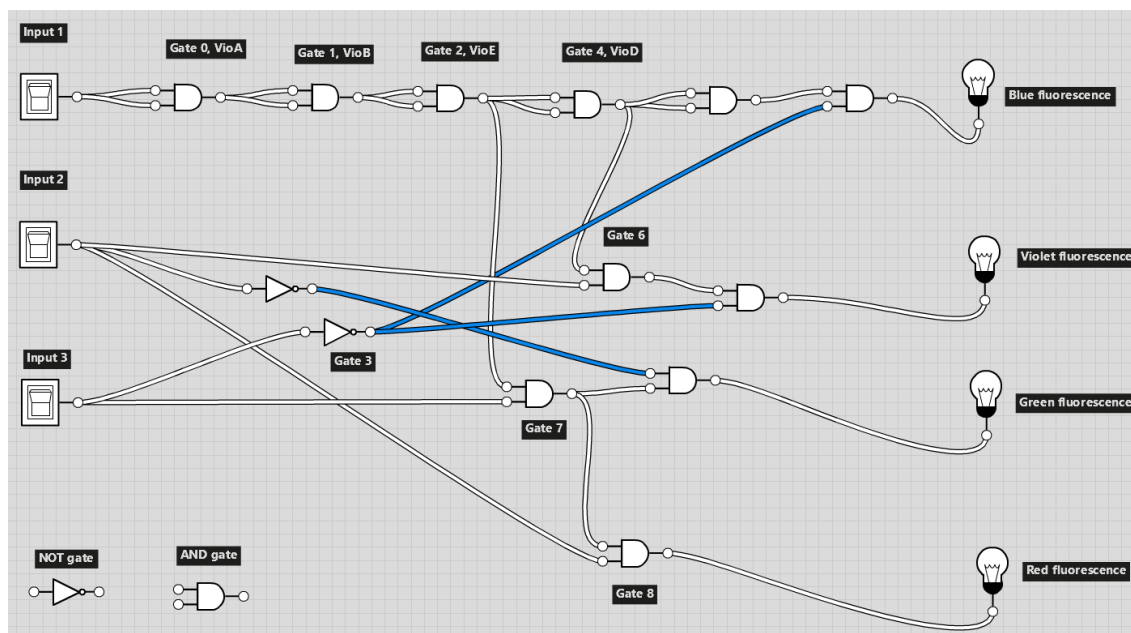 Input 1
Gate 0, VioA
Gate 1, VioB
Gate 2, VioE
Gate 4, VioD
Blue fluorescence
Input 2
Gate 6
Violet fluorescence
Input 3
Gate 3
Green fluorescence
Gate 7
NOT gate
AND gate
Gate 8
Red fluorescence